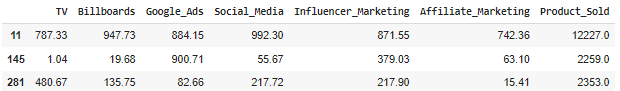 TV Billboards Google_Ads Social_Media Influencer_Marketing Affiliate_Marketing Product_Sold
11 787.33 947.73 884.15 992.30 871.55 742.36 12227.0
145 1.04 19.68 900.71 55.67 379.03 63.10 2259.0
281 480.67 135.75 82.66 217.72 217.90 15.41 2353.0